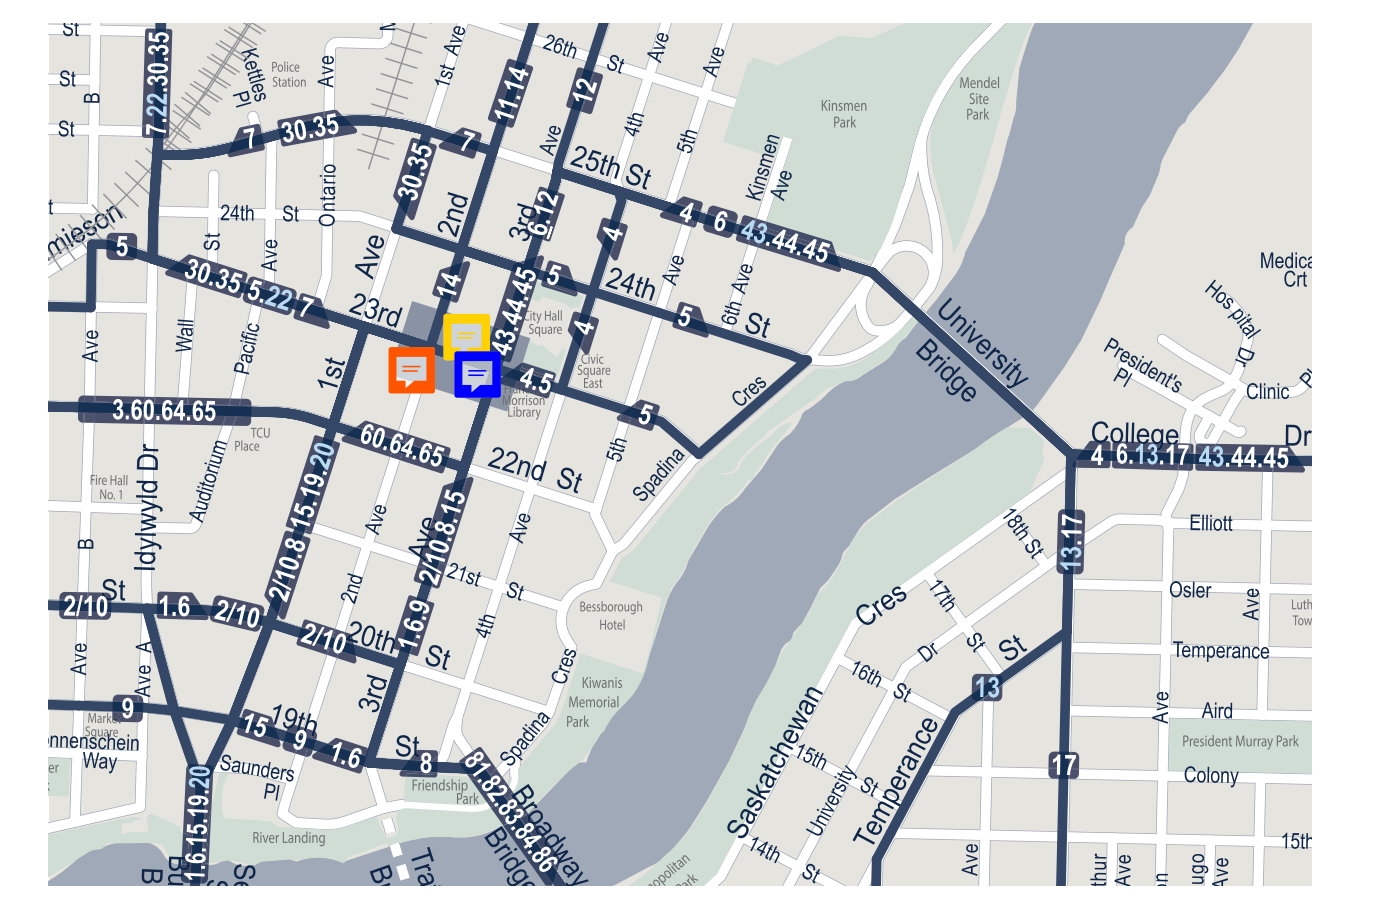 St
7.22.30.35
Kettles
Pl
Police
Station
Ave
1st Ave
11.14
12
26th
St
Ave
Ave
Mendel
Site
Park
Kinsmen
Park
St
B
St
7
30.35
7
30.35
Ave
4th
5th
25th St
Kinsmen
Ave
24th
St
Ontario
2nd
3rd
6.12
4
4
6
43.44.45
5
St
Ave
Ave
30.35
5.22
7
14
43.44.45
5
24th
Ave
6th Ave
5
St
University
Bridge
Hospital
Dr
President's
Pl
Clinic
Crt
23rd
City Hall
Square
4
Ave
Wall
Pacific
1st
Civic
Square
East
4.5
Morrison
Library
5
Cres
3.60.64.65
TCU
Place
60.64.65
22nd
St
5th
Spadina
College
Dr
4
6.13.17
43.44.45
Fire Hall
No. 1
Idylwyld Dr
Auditorium
2/10.8
15.19.20
Ave
Ave
2/10.8.15
Ave
18th St
13.17
Elliott
B
21st
St
2nd
4th
Bessborough
Hotel
Cres
17th
St
Osler
Ave
St
2/10
1.6
2/10
2/10
20th
St
1.6.9
Cres
Dr
St
Temperance
Ave
Ave
A
3rd
Kiwanis
Memorial
Park
16th
St
13
9
Market
Square
15
19th
9
1.6
St
8
Spadina
Saskatchewan
Temperance
Ave
Aird
President Murray Park
Way
Saunders
Pl
1.6.15.19.20
Friendship
Park
81.82.83.84.86
Broadway
Bridge
15th
St
University
17
Colony
River Landing
14th
St
Ave
Ave
Ave
15th